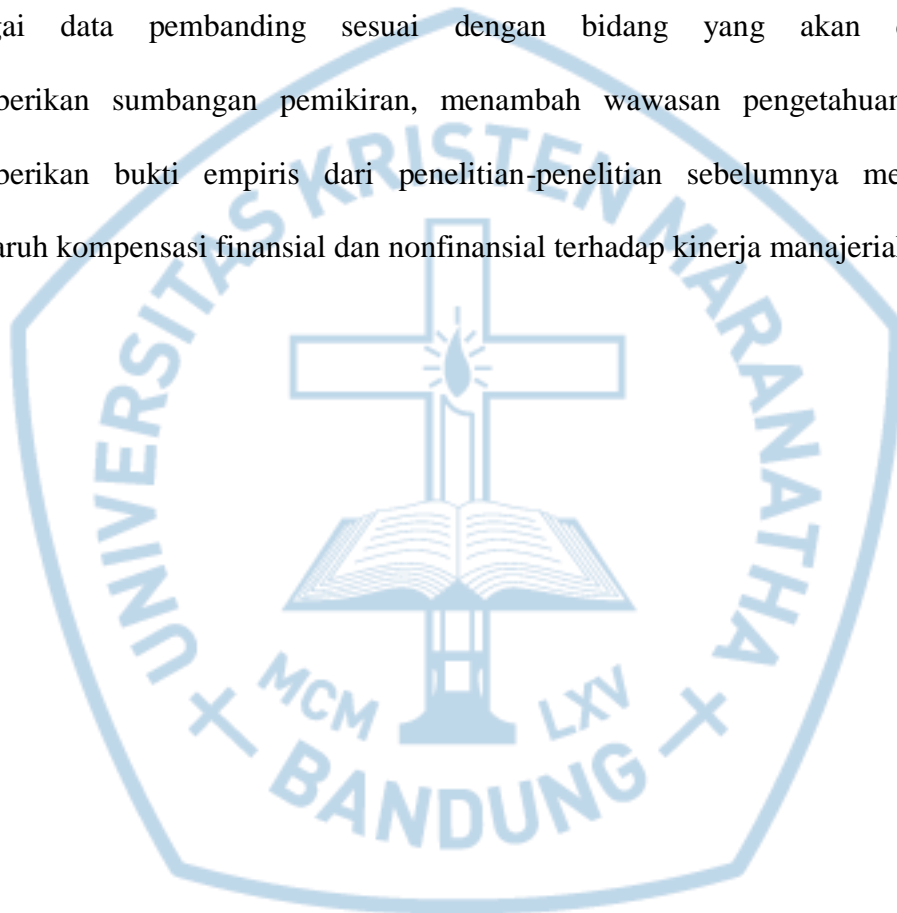 gai data pembanding sesuai dengan bidang yang akan
berikan sumbangan pemikiran, menambah wawasan pengetahuan
berikan bukti empiris dari penelitian-penelitian sebelumnya me
aruh kompensasi finansial dan nonfinansial terhadap kinerja manajerial
UNIVERSITAS KRISTEN MARANATHA
MCM LXV
BANDUNG